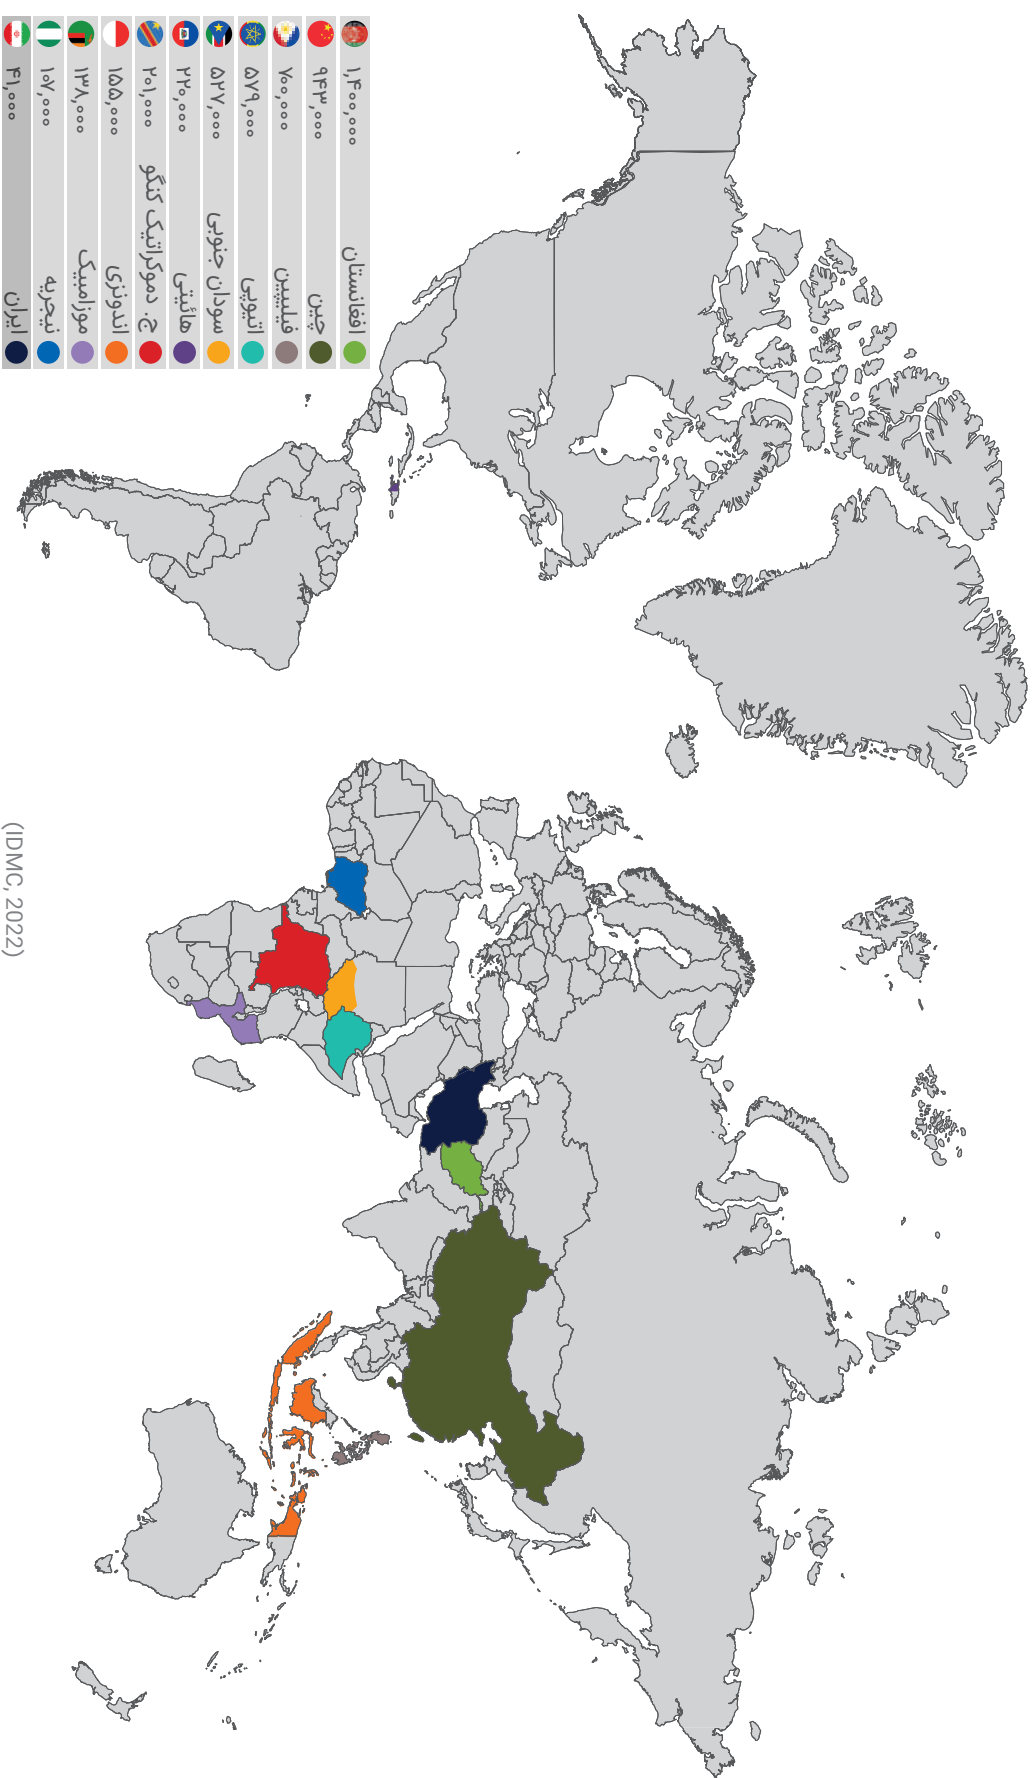 افغانستان ۱,۴۰۰,۰۰۰
چین ۹۴۳,۰۰۰
فیلیپین ۷۰۰,۰۰۰
اتیوپی ۵۷۹,۰۰۰
سودان جنوبی ۵۲۷,۰۰۰
هائیتی ۲۲۰,۰۰۰
ج. دموکراتیک کنگو ۲۰۱,۰۰۰
اندونزی ۱۵۵,۰۰۰
موزامبیک ۱۳۸,۰۰۰
نیجریه ۱۰۷,۰۰۰
ایران ۴۱,۰۰۰
(IDMC, 2022)